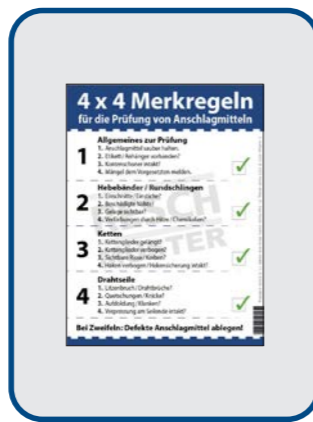 4 x 4 Merkregeln
für die Prüfung von Anschlagmitteln
1
Allgemeines zur Prüfung
1. Anschlagmittel sauber halten.
2. Etikett/Anhänger vorhanden?
3. Kantenschoner intakt?
4. Mängel dem Vorgesetzten melden.
2
Hebebänder / Rundschlingen
1. Einschnitte/Einrisse?
2. Beschädigte Nähte?
3. Gelege sichtbar?
4. Verfärbungen durch Hitze / Chemikalien?
3
Ketten
1. Kettenglieder gelängt?
2. Kettenglieder verbogen?
3. Sichtbare Risse / Kerben?
4. Haken verbogen / Hakensicherung intakt?
4
Drahtseile
1. Litzenbruch / Drahtbrüche?
2. Quetschungen / Knicke?
3. / Klanken?
4. Verpressung am Seilende intakt?
Bei Zweifeln: Defekte Anschlagmittel ablegen!